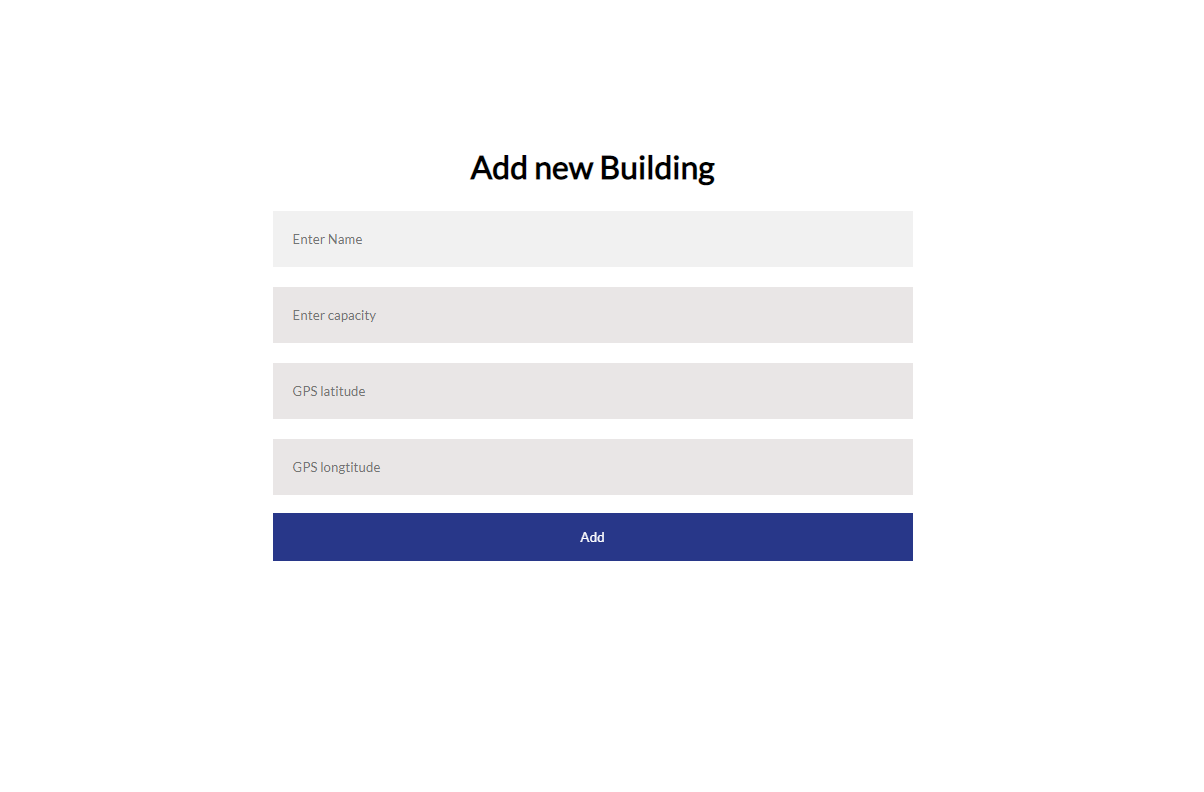 Add new Building
Enter Name
Enter capacity
GPS latitude
GPS longtitude
Add